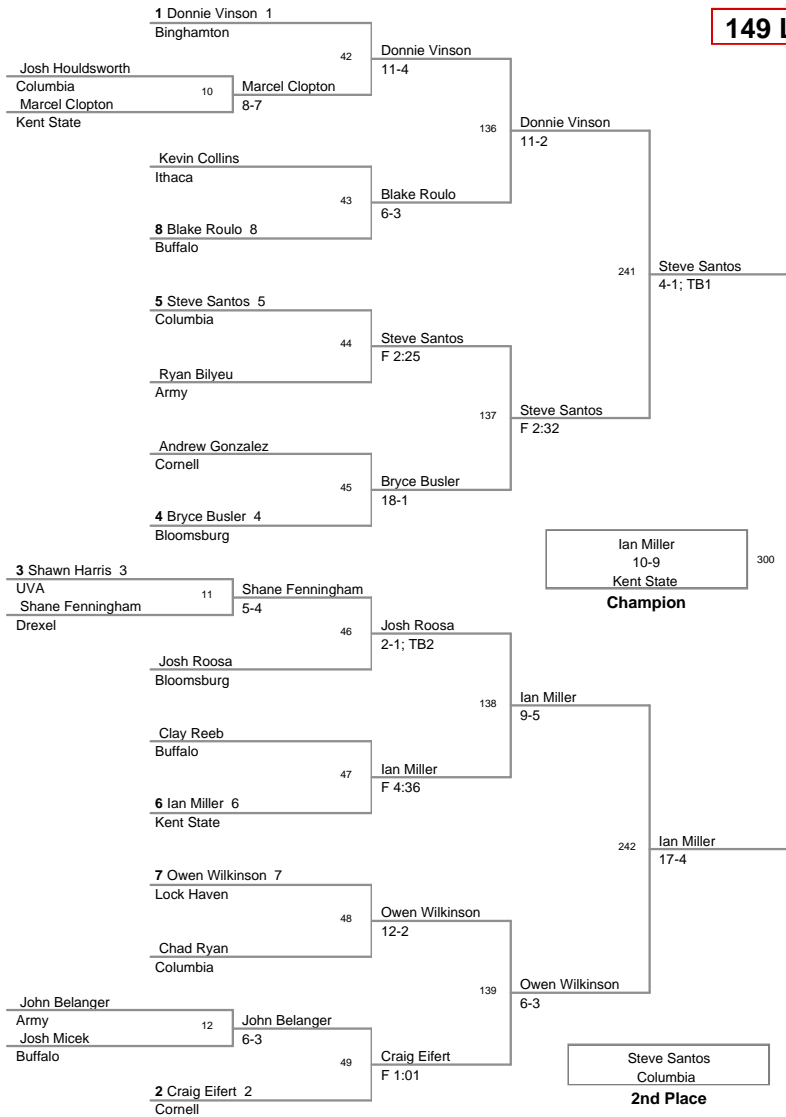 1 Donnie Vinson 1
Binghamton
149 L
42
Donnie Vinson
11-4
Josh Houldsworth
Columbia
10
Marcel Clopton
8-7
Marcel Clopton
Kent State
136
Donnie Vinson
11-2
Kevin Collins
Ithaca
43
Blake Roulo
6-3
8 Blake Roulo 8
Buffalo
241
Steve Santos
4-1; TB1
5 Steve Santos 5
Columbia
44
Steve Santos
F 2:25
Ryan Bilyeu
Army
137
Steve Santos
F 2:32
Andrew Gonzalez
Cornell
45
Bryce Busler
18-1
4 Bryce Busler 4
Bloomsburg
Ian Miller
10-9
Kent State
300
Champion
3 Shawn Harris 3
UVA
11
Shane Fenningham
5-4
Shane Fenningham
Drexel
46
Josh Roosa
2-1; TB2
Josh Roosa
Bloomsburg
138
Ian Miller
9-5
Clay Reeb
Buffalo
47
Ian Miller
F 4:36
6 Ian Miller 6
Kent State
242
Ian Miller
17-4
7 Owen Wilkinson 7
Lock Haven
48
Owen Wilkinson
12-2
Chad Ryan
Columbia
139
Owen Wilkinson
6-3
John Belanger
Army
12
John Belanger
6-3
Josh Micek
Buffalo
49
Craig Eifert
F 1:01
2 Craig Eifert 2
Cornell
Steve Santos
Columbia
2nd Place